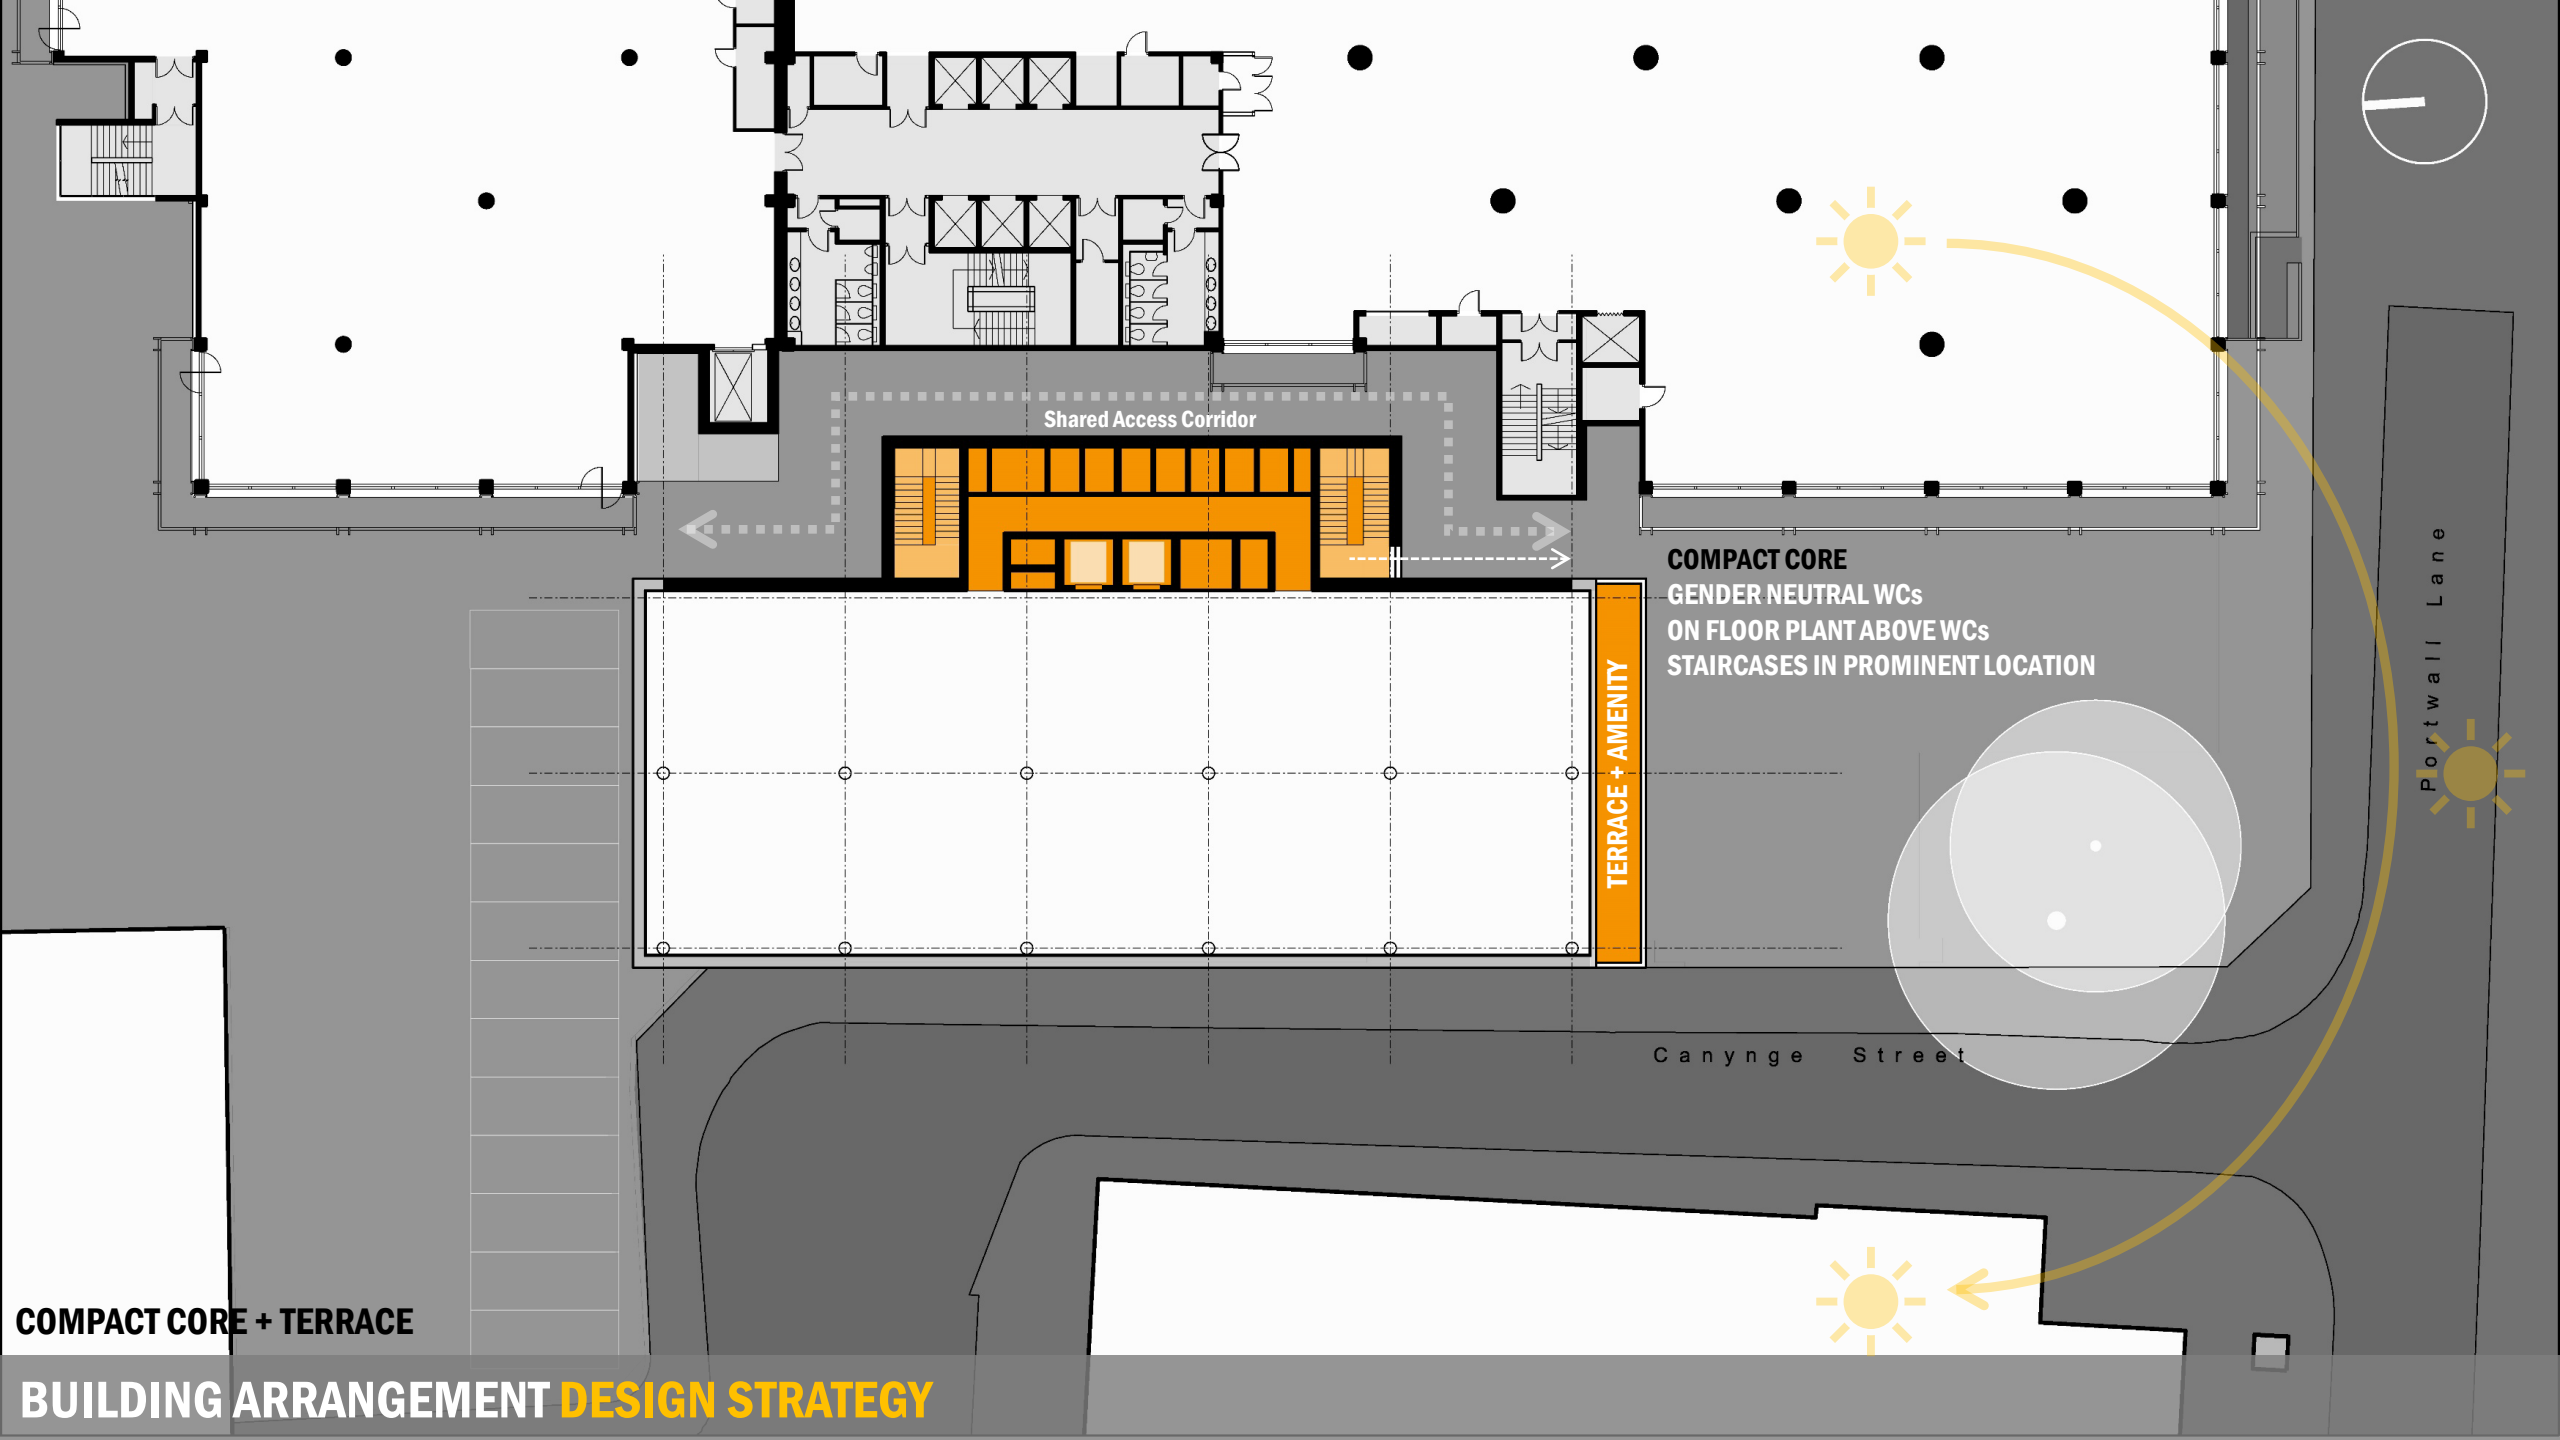 Shared Access Corridor
COMPACT CORE
GENDER NEUTRAL WCs
ON FLOOR PLANT ABOVE WCs
STAIRCASES IN PROMINENT LOCATION
TERRACE + AMENITY
Portwall Lane
Canynge Street
COMPACT CORE + TERRACE
BUILDING ARRANGEMENT DESIGN STRATEGY